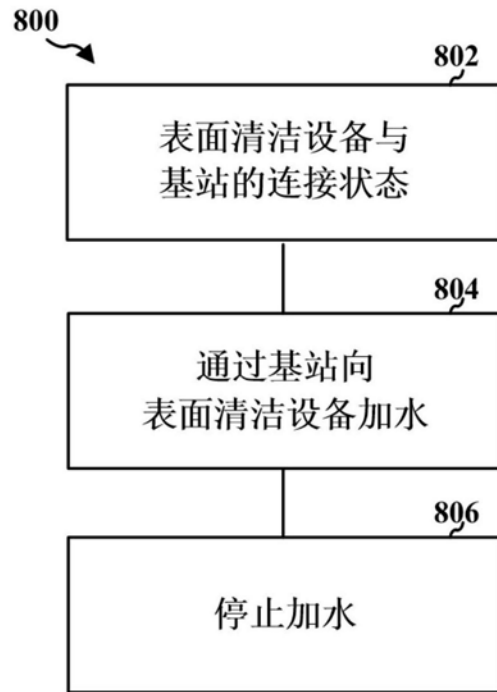 800
802
表面清洁设备与
基站的连接状态
804
通过基站向
表面清洁设备加水
806
停止加水